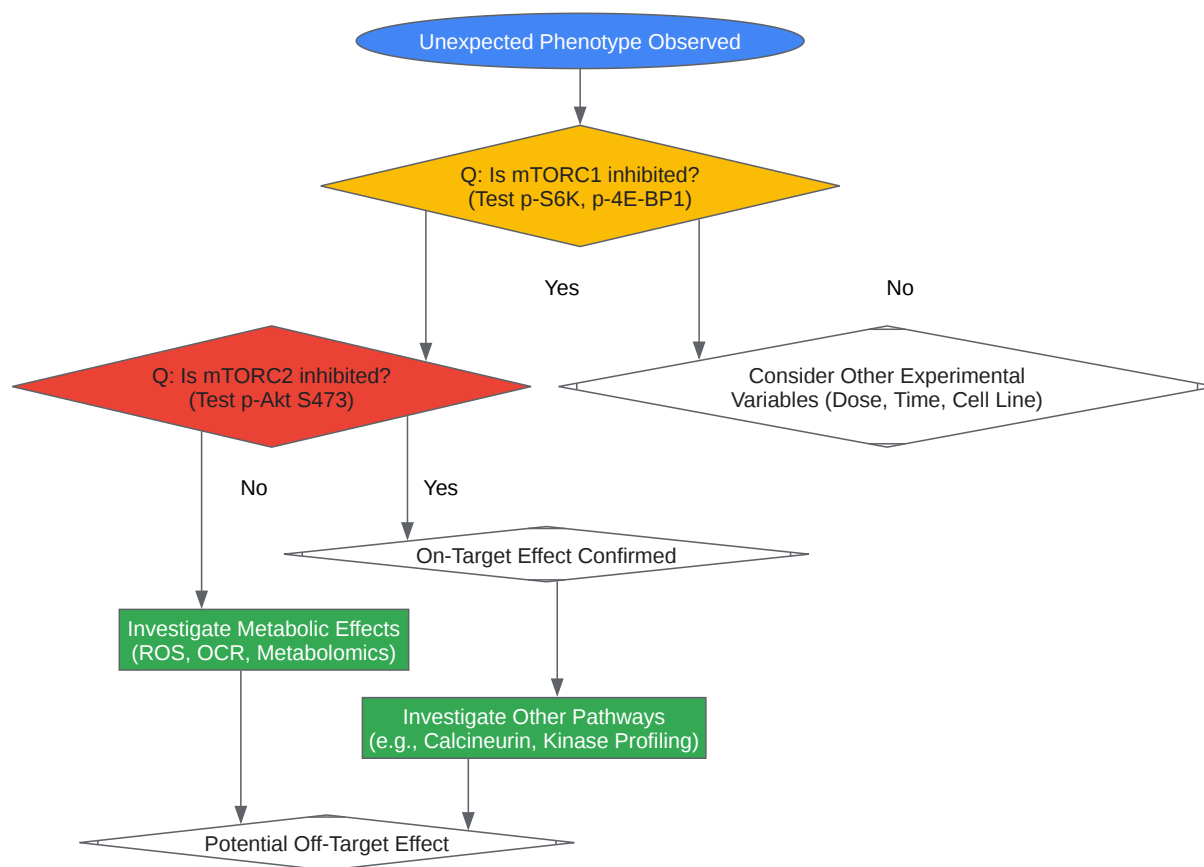 Unexpected Phenotype Observed
Q: Is mTORC1 inhibited?
(Test p-S6K, p-4E-BP1)
Yes
No
Q: Is mTORC2 inhibited?
(Test p-Akt S473)
Consider Other Experimental
Variables (Dose, Time, Cell Line)
No
Yes
On-Target Effect Confirmed
Investigate Metabolic Effects
(ROS, OCR, Metabolomics)
Investigate Other Pathways
(e.g., Calcineurin, Kinase Profiling)
Potential Off-Target Effect